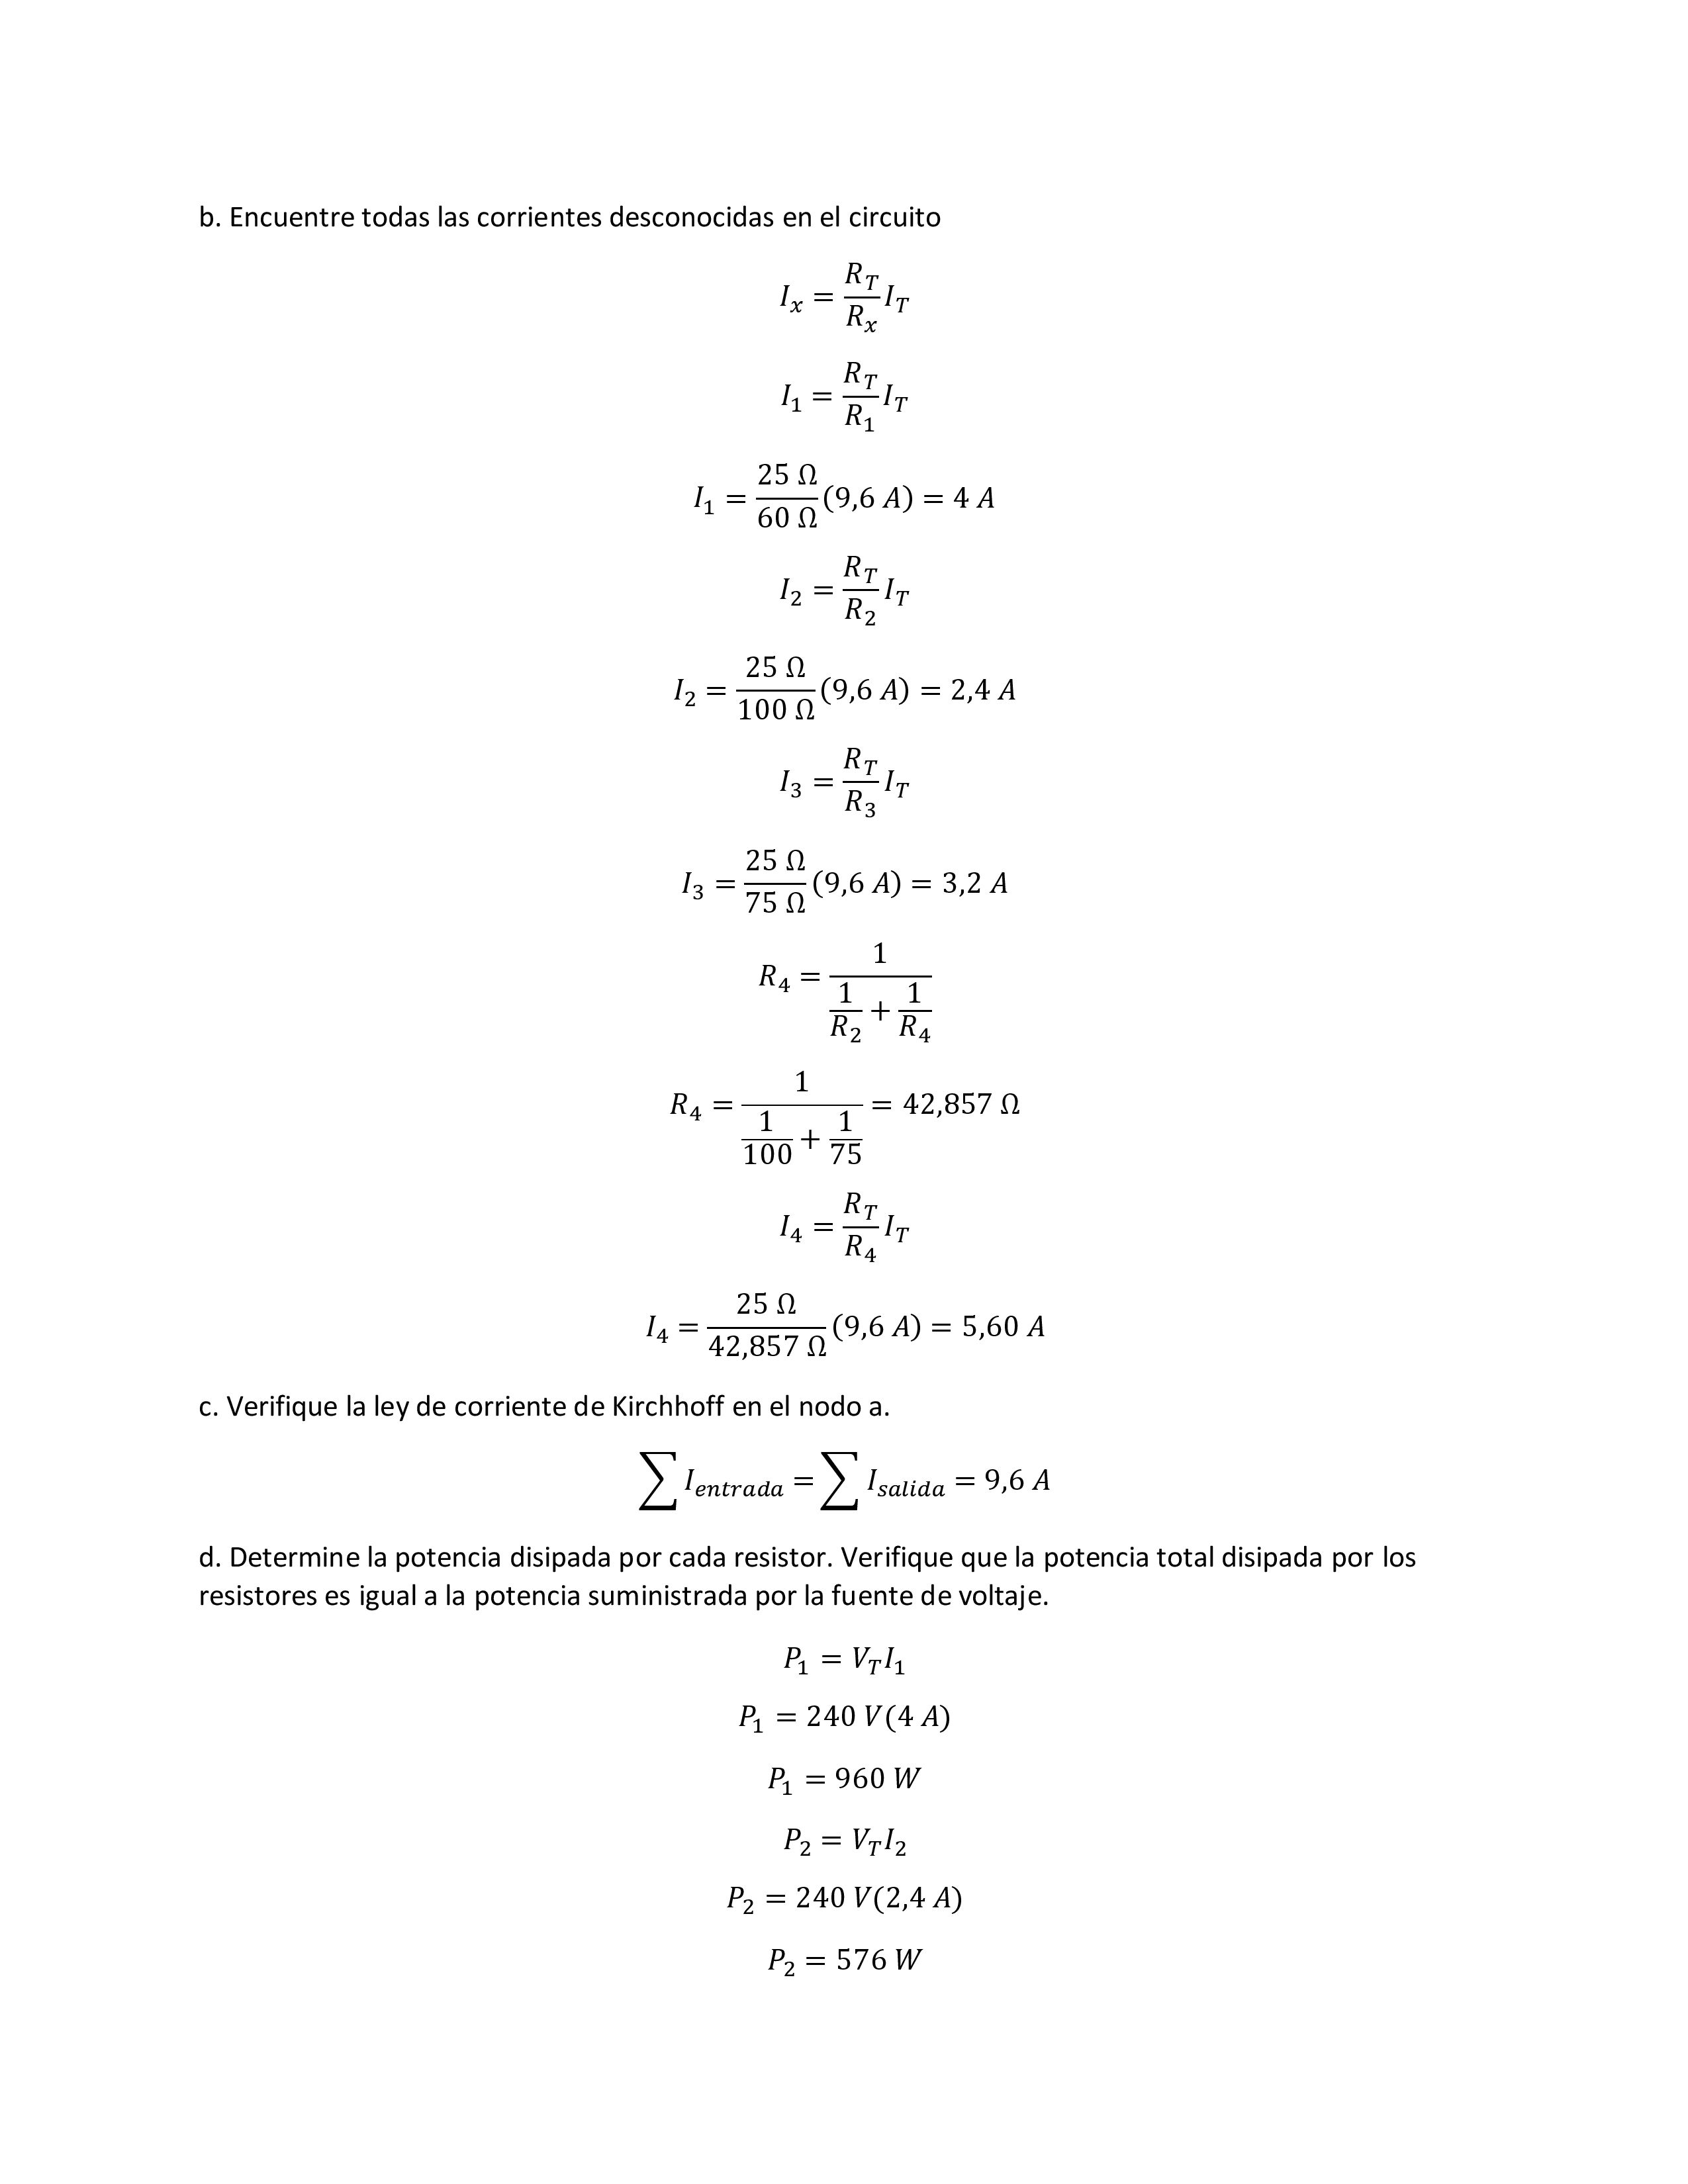 b. Encuentre todas las corrientes desconocidas en el circuito
$I_x = \frac{R_T}{R_x} I_T$
$I_1 = \frac{R_T}{R_1} I_T$
$I_1 = \frac{25\ \Omega}{60\ \Omega} (9,6\ A) = 4\ A$
$I_2 = \frac{R_T}{R_2} I_T$
$I_2 = \frac{25\ \Omega}{100\ \Omega} (9,6\ A) = 2,4\ A$
$I_3 = \frac{R_T}{R_3} I_T$
$I_3 = \frac{25\ \Omega}{75\ \Omega} (9,6\ A) = 3,2\ A$
$R_4 = \frac{1}{\frac{1}{R_2} + \frac{1}{R_4}}$
$R_4 = \frac{1}{\frac{1}{100} + \frac{1}{75}} = 42,857\ \Omega$
$I_4 = \frac{R_T}{R_4} I_T$
$I_4 = \frac{25\ \Omega}{42,857\ \Omega} (9,6\ A) = 5,60\ A$
c. Verifique la ley de corriente de Kirchhoff en el nodo a.
$\sum I_{entrada} = \sum I_{salida} = 9,6\ A$
d. Determine la potencia disipada por cada resistor. Verifique que la potencia total disipada por los
resistores es igual a la potencia suministrada por la fuente de voltaje.
$P_1 = V_T I_1$
$P_1 = 240\ V(4\ A)$
$P_1 = 960\ W$
$P_2 = V_T I_2$
$P_2 = 240\ V(2,4\ A)$
$P_2 = 576\ W$